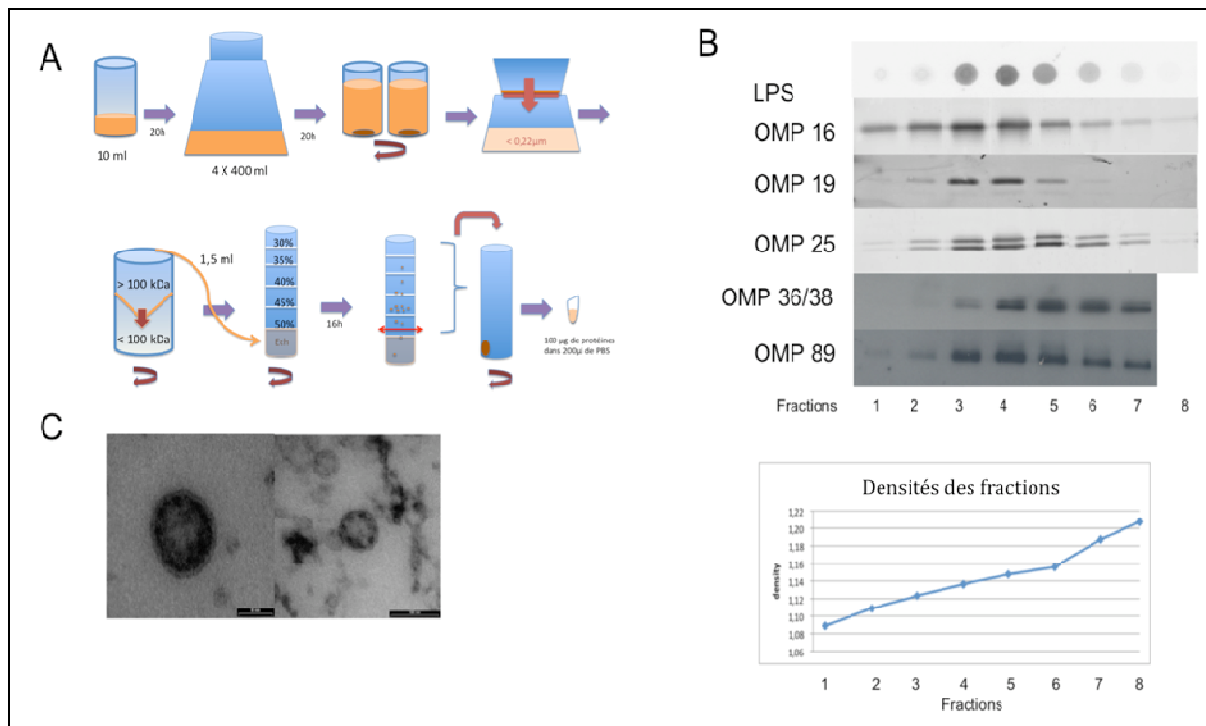 A
10 ml
20h
4 X 400 ml
20h
< 0,22µm
> 100 kDa
< 100 kDa
1,5 ml
30%
35%
40%
45%
50%
Ech
16h
100 µg de protéines
dans 200µ de PBS
B
LPS
OMP 16
OMP 19
OMP 25
OMP 36/38
OMP 89
Fractions 1 2 3 4 5 6 7 8
C
Densités des fractions
density
1,22
1,20
1,18
1,16
1,14
1,12
1,10
1,08
1,06
1 2 3 4 5 6 7 8
Fractions